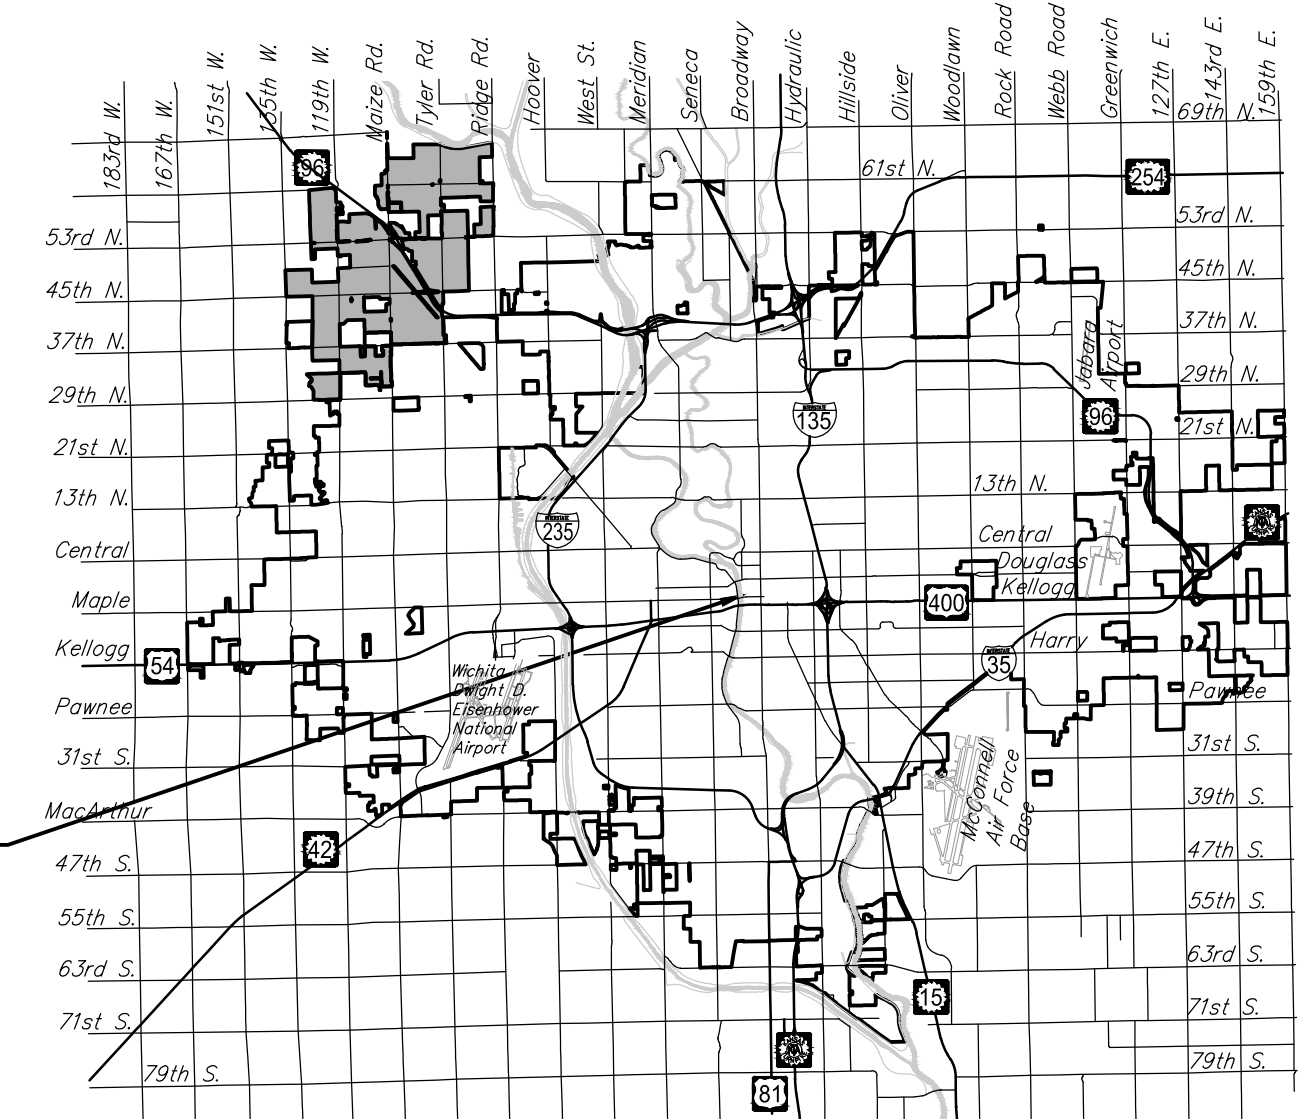 183rd W.
167th W.
151st W.
135th W.
119th W.
Maize Rd.
Tyler Rd.
Ridge Rd.
Hoover
West St.
Meridian
Seneca
Broadway
Hydraulic
Hillside
Oliver
Woodlawn
Rock Road
Webb Road
Greenwich
127th E.
143rd E.
159th E.
69th N.
96
61st N.
254
53rd N.
53rd N.
45th N.
45th N.
37th N.
37th N.
Jabara
Airport
29th N.
29th N.
INTERSTATE
135
96
21st N.
21st N.
13th N.
13th N.
INTERSTATE
235
Central
Central
Douglass
Kellogg
Maple
400
Kellogg
54
Harry
INTERSTATE
35
Wichita
Dwight D.
Eisenhower
National
Airport
Pawnee
Pawnee
31st S.
31st S.
McConnell
Air Force
Base
MacArthur
39th S.
42
47th S.
47th S.
55th S.
55th S.
63rd S.
63rd S.
15
71st S.
71st S.
79th S.
79th S.
81